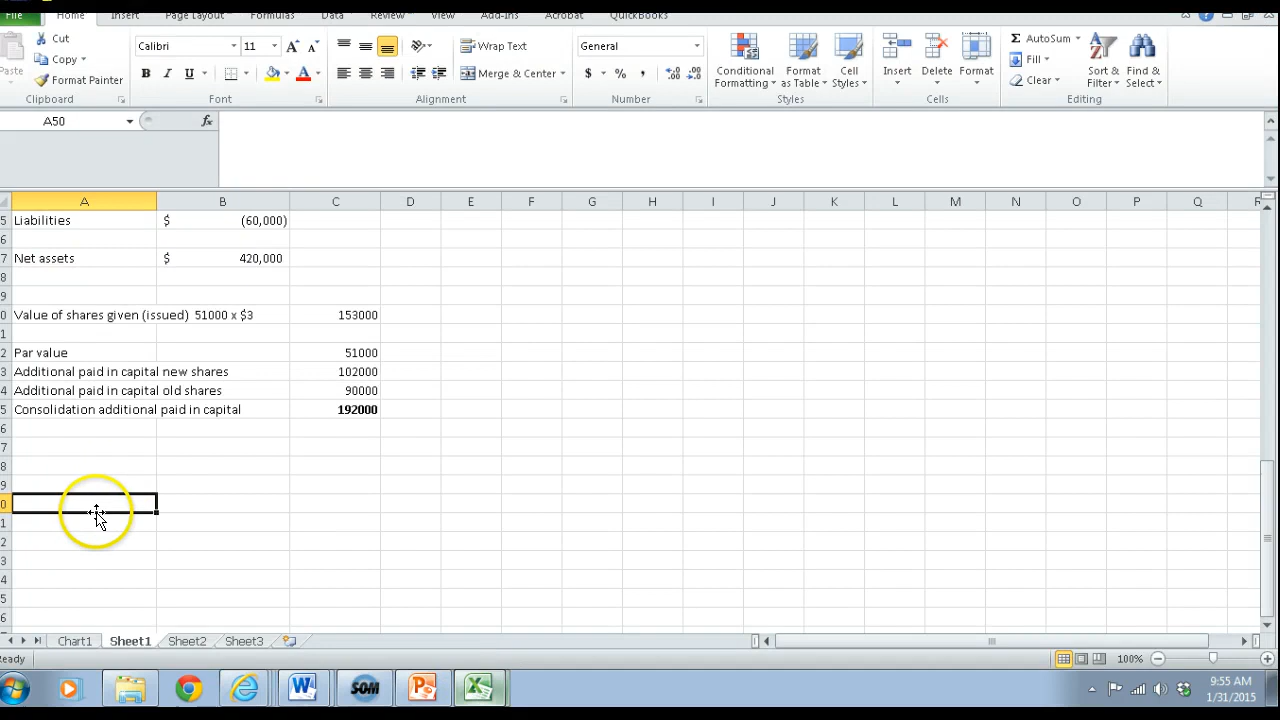 File Home Insert Page Layout Formulas Data Review View Add-Ins Acrobat QuickBooks
Cut Calibri 11 Wrap Text General AutoSum
Paste Copy Fill
Format Painter B I U Merge & Center $ % , Conditional Formatting Format as Table Cell Styles Insert Delete Format Clear Sort & Filter Find & Select
Clipboard Font Alignment Number Styles Cells Editing
A50 fx
A B C D E F G H I J K L M N O P Q R
5 Liabilities $ (60,000)
6
7 Net assets $ 420,000
8
9
0 Value of shares given (issued) 51000 x $3 153000
1
2 Par value 51000
3 Additional paid in capital new shares 102000
4 Additional paid in capital old shares 90000
5 Consolidation additional paid in capital 192000
6
7
8
9
0
1
2
3
4
5
6
7
Chart1 Sheet1 Sheet2 Sheet3
Ready 100%
W SOM P X
9:55 AM
1/31/2015